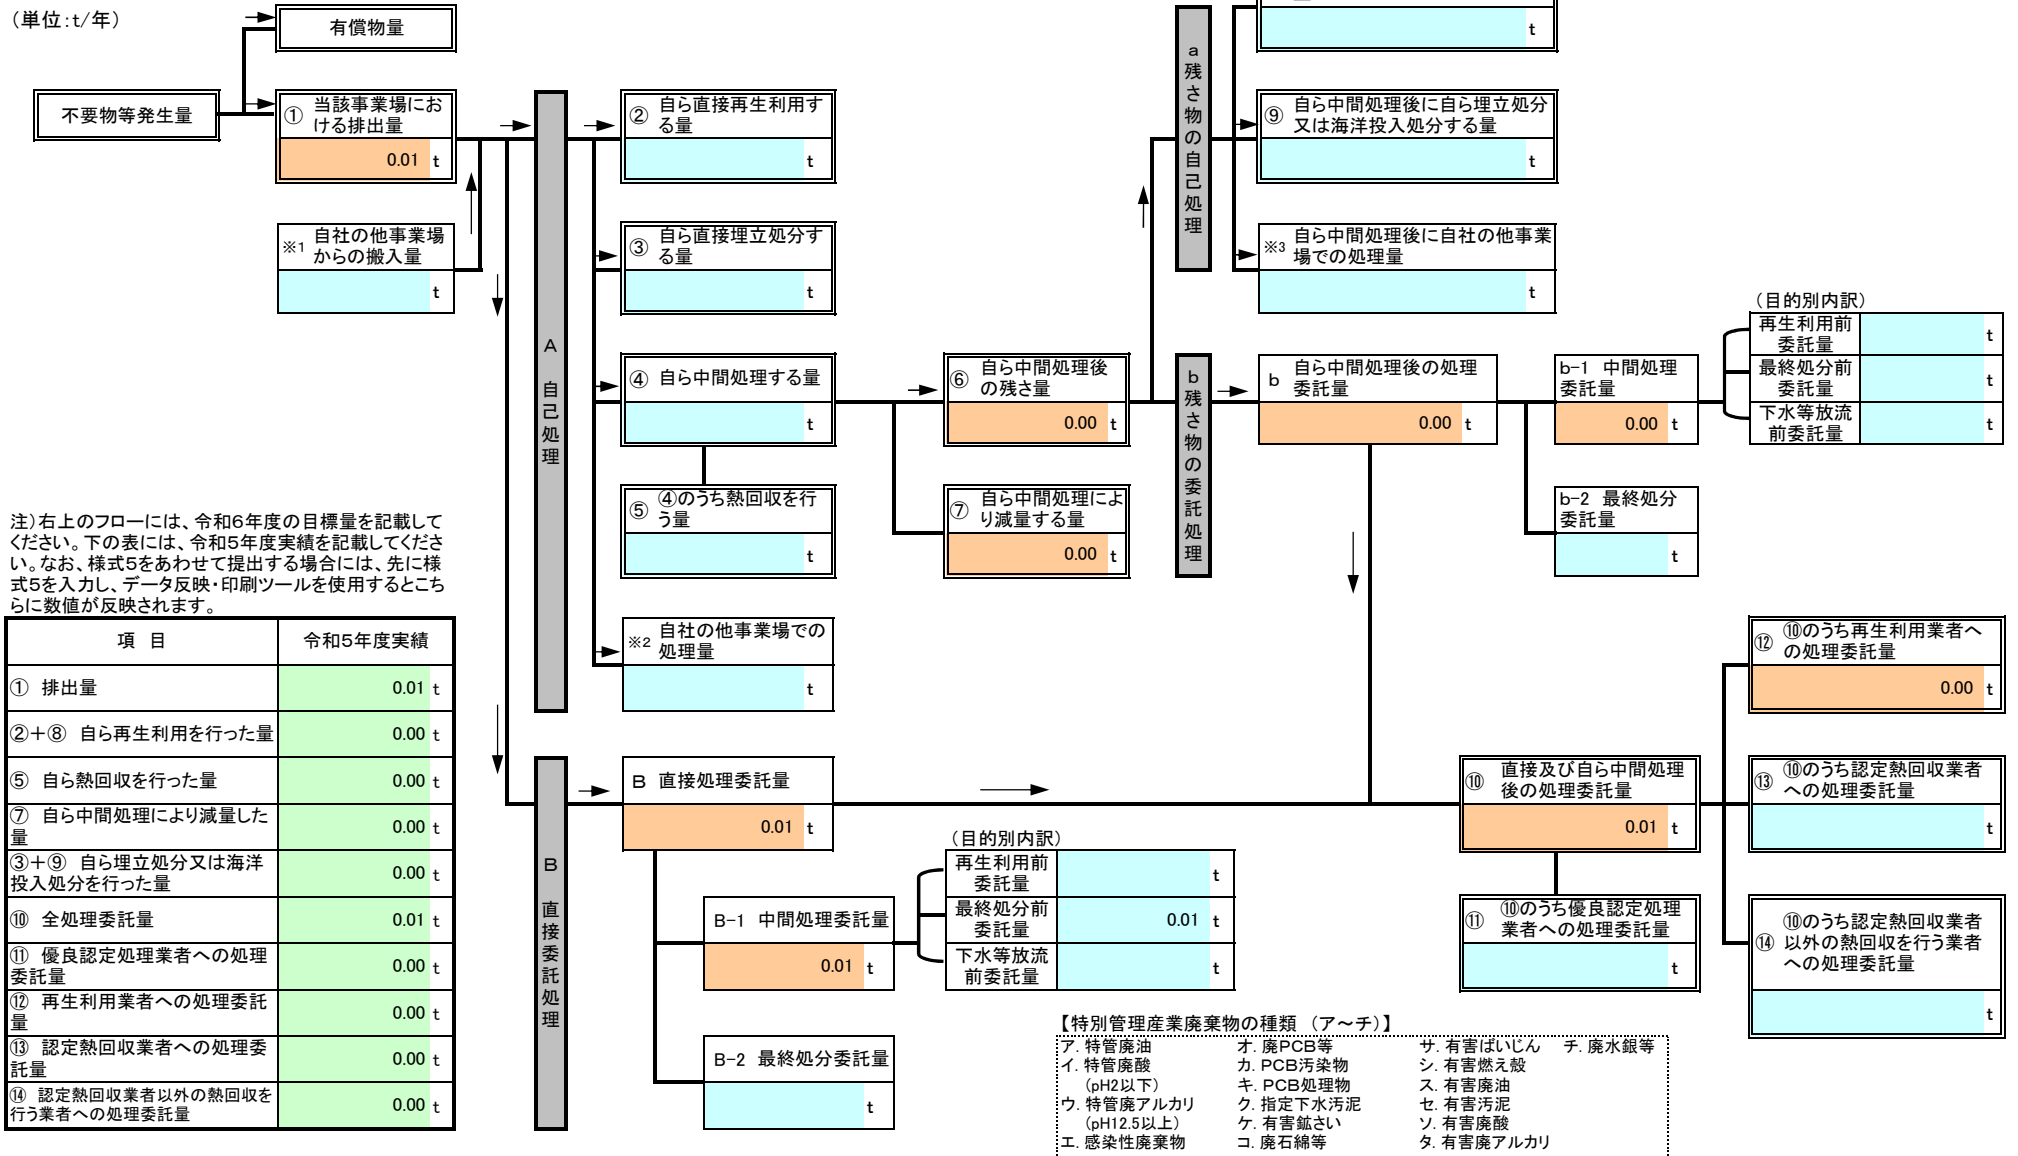 （単位:t/年）
有償物量
不要物等発生量
① 当該事業場における排出量
0.01 t
※1 自社の他事業場からの搬入量
t
A 自己処理
② 自ら直接再生利用する量
t
③ 自ら直接埋立処分する量
t
④ 自ら中間処理する量
t
⑤ ④のうち熱回収を行う量
t
※2 自社の他事業場での処理量
t
⑥ 自ら中間処理後の残さ量
0.00 t
⑦ 自ら中間処理により減量する量
0.00 t
a 残さ物の自己処理
t
⑨ 自ら中間処理後に自ら埋立処分又は海洋投入処分する量
t
※3 自ら中間処理後に自社の他事業場での処理量
t
b 残さ物の委託処理
b 自ら中間処理後の処理委託量
0.00 t
b-1 中間処理委託量
0.00 t
（目的別内訳）
再生利用前委託量 t
最終処分前委託量 t
下水等放流前委託量 t
b-2 最終処分委託量
t
注）右上のフローには、令和6年度の目標量を記載して
ください。下の表には、令和5年度実績を記載してくださ
い。なお、様式5をあわせて提出する場合には、先に様
式5を入力し、データ反映・印刷ツールを使用するとこち
らに数値が反映されます。
項 目 令和5年度実績
① 排出量 0.01 t
②＋⑧ 自ら再生利用を行った量 0.00 t
⑤ 自ら熱回収を行った量 0.00 t
⑦ 自ら中間処理により減量した量 0.00 t
③＋⑨ 自ら埋立処分又は海洋投入処分を行った量 0.00 t
⑩ 全処理委託量 0.01 t
⑪ 優良認定処理業者への処理委託量 0.00 t
⑫ 再生利用業者への処理委託量 0.00 t
⑬ 認定熱回収業者への処理委託量 0.00 t
⑭ 認定熱回収業者以外の熱回収を行う業者への処理委託量 0.00 t
B 直接委託処理
B 直接処理委託量
0.01 t
B-1 中間処理委託量
0.01 t
（目的別内訳）
再生利用前委託量 t
最終処分前委託量 0.01 t
下水等放流前委託量 t
B-2 最終処分委託量
t
⑩ 直接及び自ら中間処理後の処理委託量
0.01 t
⑪ ⑩のうち優良認定処理業者への処理委託量
t
⑫ ⑩のうち再生利用業者への処理委託量
0.00 t
⑬ ⑩のうち認定熱回収業者への処理委託量
t
⑭ ⑩のうち認定熱回収業者以外の熱回収を行う業者への処理委託量
t
【特別管理産業廃棄物の種類 （ア～チ）】
ア. 特管廃油 オ. 廃PCB等 サ. 有害ばいじん チ. 廃水銀等
イ. 特管廃酸 カ. PCB汚染物 シ. 有害燃え殻
（pH2以下） キ. PCB処理物 ス. 有害廃油
ウ. 特管廃アルカリ ク. 指定下水汚泥 セ. 有害汚泥
（pH12.5以上） ケ. 有害鉱さい ソ. 有害廃酸
エ. 感染性廃棄物 コ. 廃石綿等 タ. 有害廃アルカリ